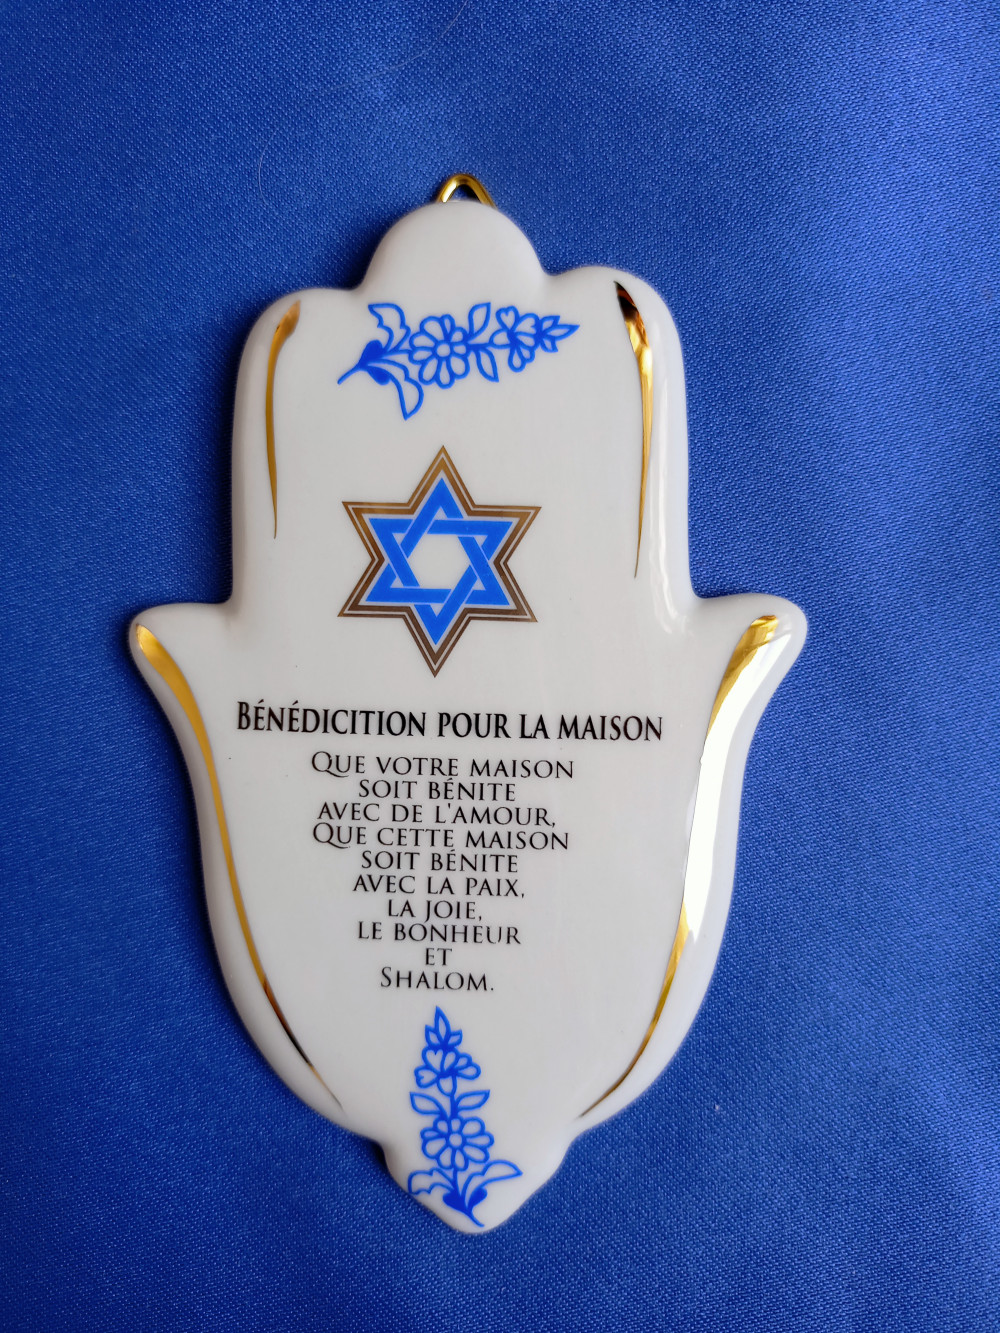 BÉNÉDICITION POUR LA MAISON
QUE VOTRE MAISON
SOIT BÉNITE
AVEC DE L'AMOUR,
QUE CETTE MAISON
SOIT BÉNITE
AVEC LA PAIX,
LA JOIE,
LE BONHEUR
ET
SHALOM.